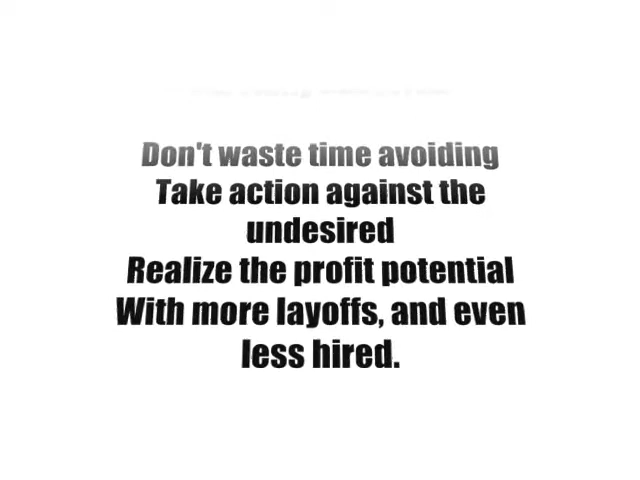 Don't waste time avoiding
Take action against the
undesired
Realize the profit potential
With more layoffs, and even
less hired.